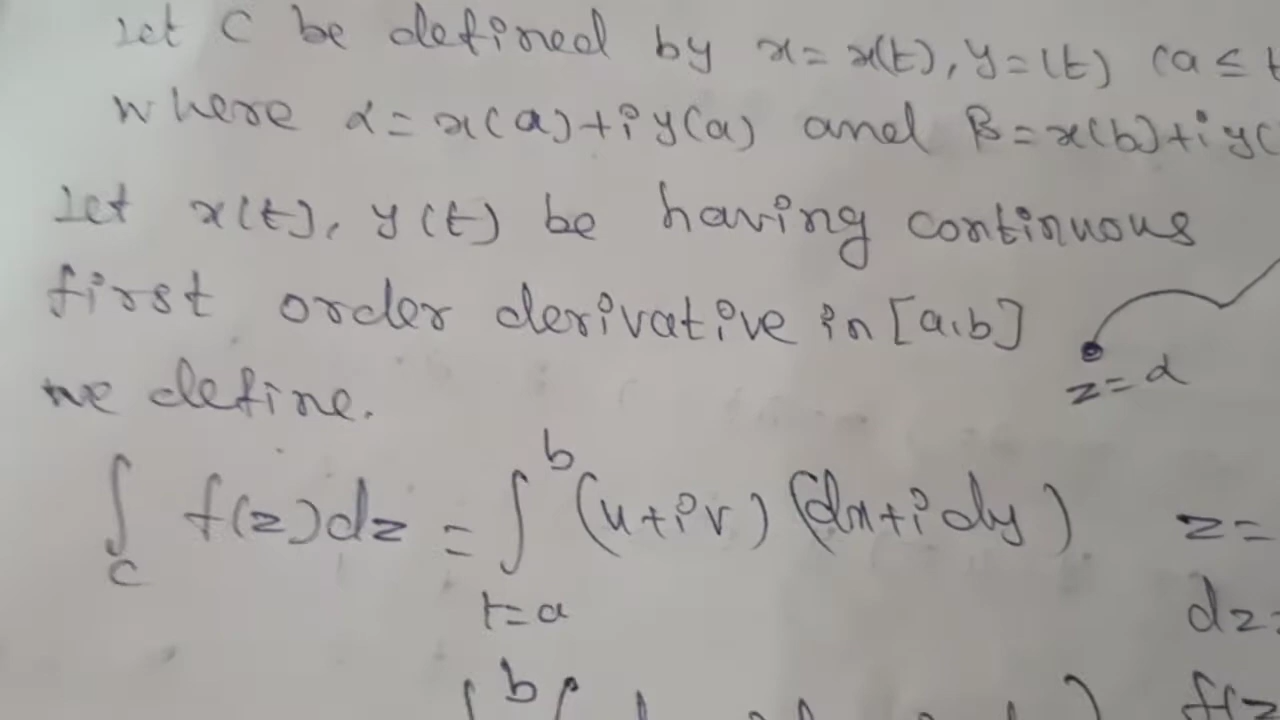 Let C be defined by x = x(t), y = (t) (a ≤ t
where α = x(a) + i y(a) and β = x(b) + i y(
Let x(t), y(t) be having continuous
first order derivative in [a,b]
z = α
we define.
∫_C f(z)dz = ∫_{t=a}^{b} (u+iv) (dx+i dy) z =
dz =
b
f(z